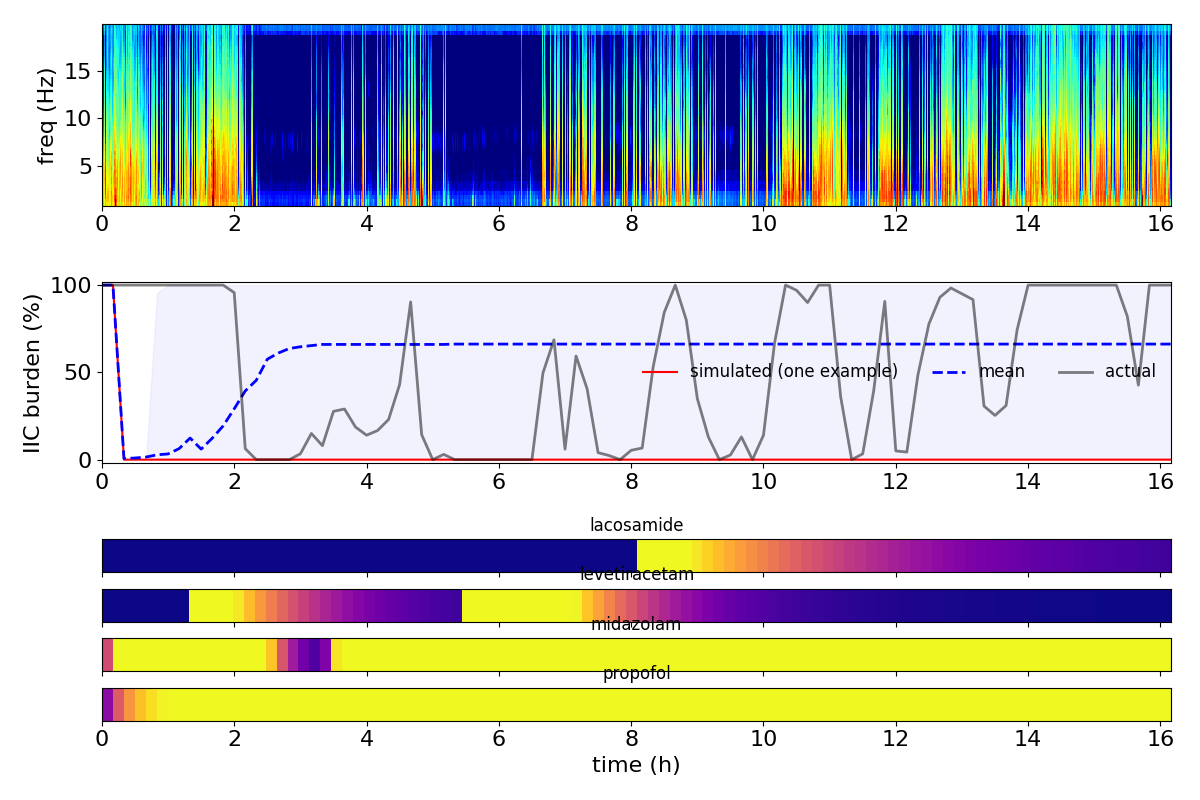 freq (Hz)
15
10
5
0 2 4 6 8 10 12 14 16
IIC burden (%)
100
50
0
simulated (one example) mean actual
0 2 4 6 8 10 12 14 16
lacosamide
levetiracetam
midazolam
propofol
0 2 4 6 8 10 12 14 16
time (h)